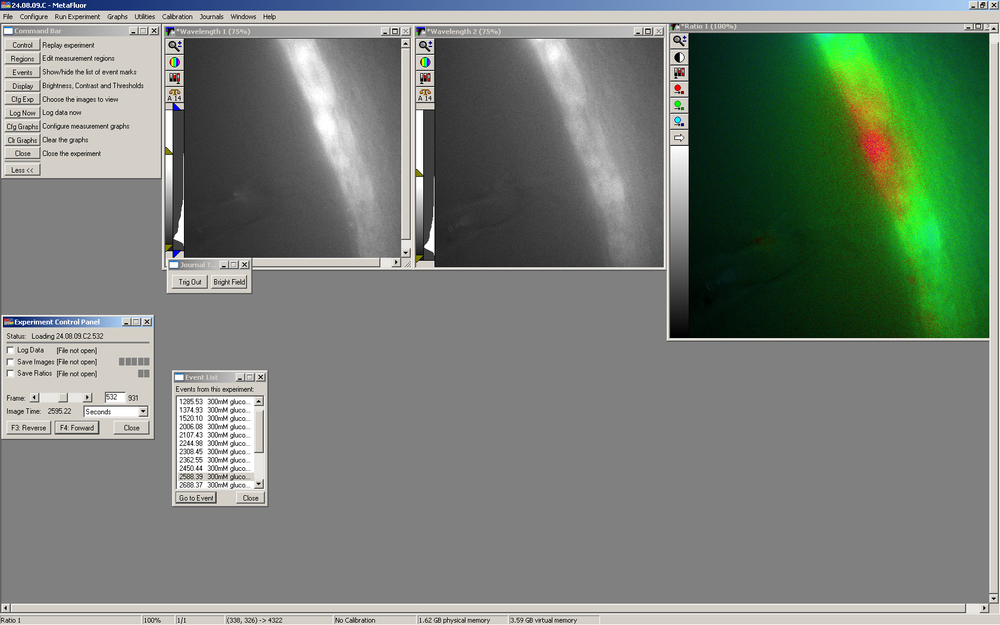 24.08.09.C - MetaFluor
File Configure Run Experiment Graphs Utilities Calibration Journals Windows Help
Command Bar
Control Replay experiment
Regions Edit measurement regions
Events Show/hide the list of event marks
Display Brightness, Contrast and Thresholds
Cfg Exp Choose the images to view
Log Now Log data now
Cfg Graphs Configure measurement graphs
Clr Graphs Clear the graphs
Close Close the experiment
Less <<
*Wavelength 1 (75%)
A 14
*Wavelength 2 (75%)
A 14
*Ratio 1 (100%)
Journal T...
Trig Out Bright Field
Experiment Control Panel
Status: Loading 24.08.09.C2.532
Log Data [File not open]
Save Images [File not open]
Save Ratios [File not open]
Frame: 532 931
Image Time: 2595.22 Seconds
F3: Reverse F4: Forward Close
Event List
Events from this experiment:
1285.53 300mM gluco...
1374.93 300mM gluco...
1520.10 300mM gluco...
2006.08 300mM gluco...
2107.43 300mM gluco...
2244.98 300mM gluco...
2308.45 300mM gluco...
2362.55 300mM gluco...
2450.44 300mM gluco...
2588.39 300mM gluco...
2688.37 300mM gluco...
Go to Event Close
Ratio 1 100% 1/1 (338, 326) -> 4322 No Calibration 1.62 GB physical memory 3.59 GB virtual memory